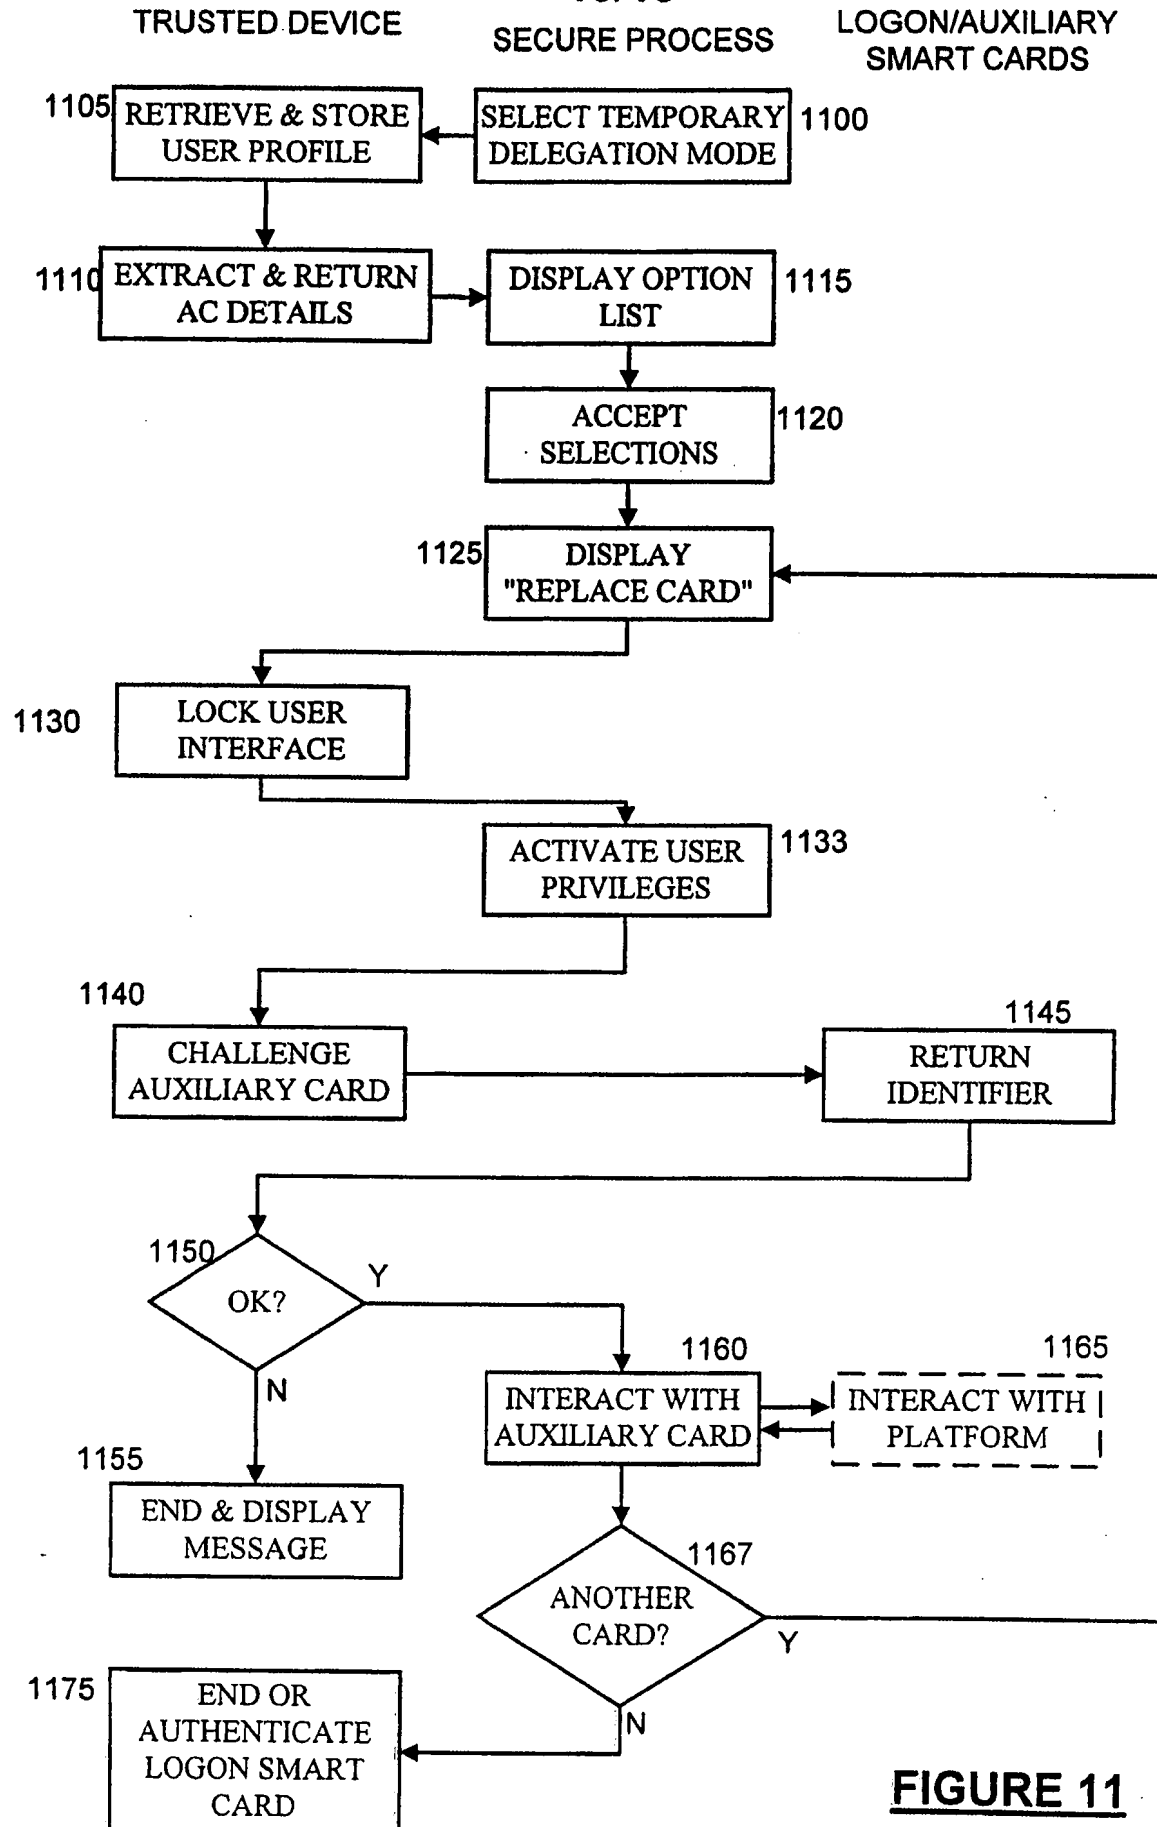 TRUSTED DEVICE
SECURE PROCESS
LOGON/AUXILIARY
SMART CARDS
1105
RETRIEVE & STORE
USER PROFILE
SELECT TEMPORARY
DELEGATION MODE
1100
1110
EXTRACT & RETURN
AC DETAILS
DISPLAY OPTION
LIST
1115
ACCEPT
SELECTIONS
1120
1125
DISPLAY
"REPLACE CARD"
1130
LOCK USER
INTERFACE
ACTIVATE USER
PRIVILEGES
1133
1140
CHALLENGE
AUXILIARY CARD
1145
RETURN
IDENTIFIER
1150
OK?
Y
N
1160
INTERACT WITH
AUXILIARY CARD
1165
INTERACT WITH
PLATFORM
1155
END & DISPLAY
MESSAGE
1167
ANOTHER
CARD?
Y
N
1175
END OR
AUTHENTICATE
LOGON SMART
CARD
FIGURE 11